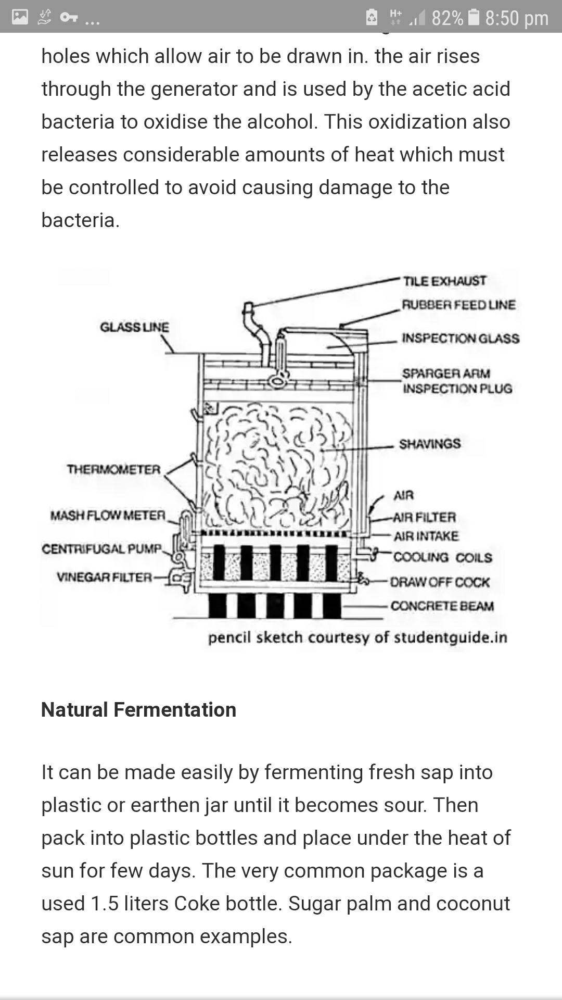 ... 82% 8:50 pm
holes which allow air to be drawn in. the air rises
through the generator and is used by the acetic acid
bacteria to oxidise the alcohol. This oxidization also
releases considerable amounts of heat which must
be controlled to avoid causing damage to the
bacteria.
TILE EXHAUST
RUBBER FEED LINE
GLASS LINE
INSPECTION GLASS
SPARGER ARM
INSPECTION PLUG
SHAVINGS
THERMOMETER
AIR
MASH FLOW METER
AIR FILTER
AIR INTAKE
CENTRIFUGAL PUMP
COOLING COILS
VINEGAR FILTER
DRAW OFF COCK
CONCRETE BEAM
pencil sketch courtesy of studentguide.in
Natural Fermentation
It can be made easily by fermenting fresh sap into
plastic or earthen jar until it becomes sour. Then
pack into plastic bottles and place under the heat of
sun for few days. The very common package is a
used 1.5 liters Coke bottle. Sugar palm and coconut
sap are common examples.